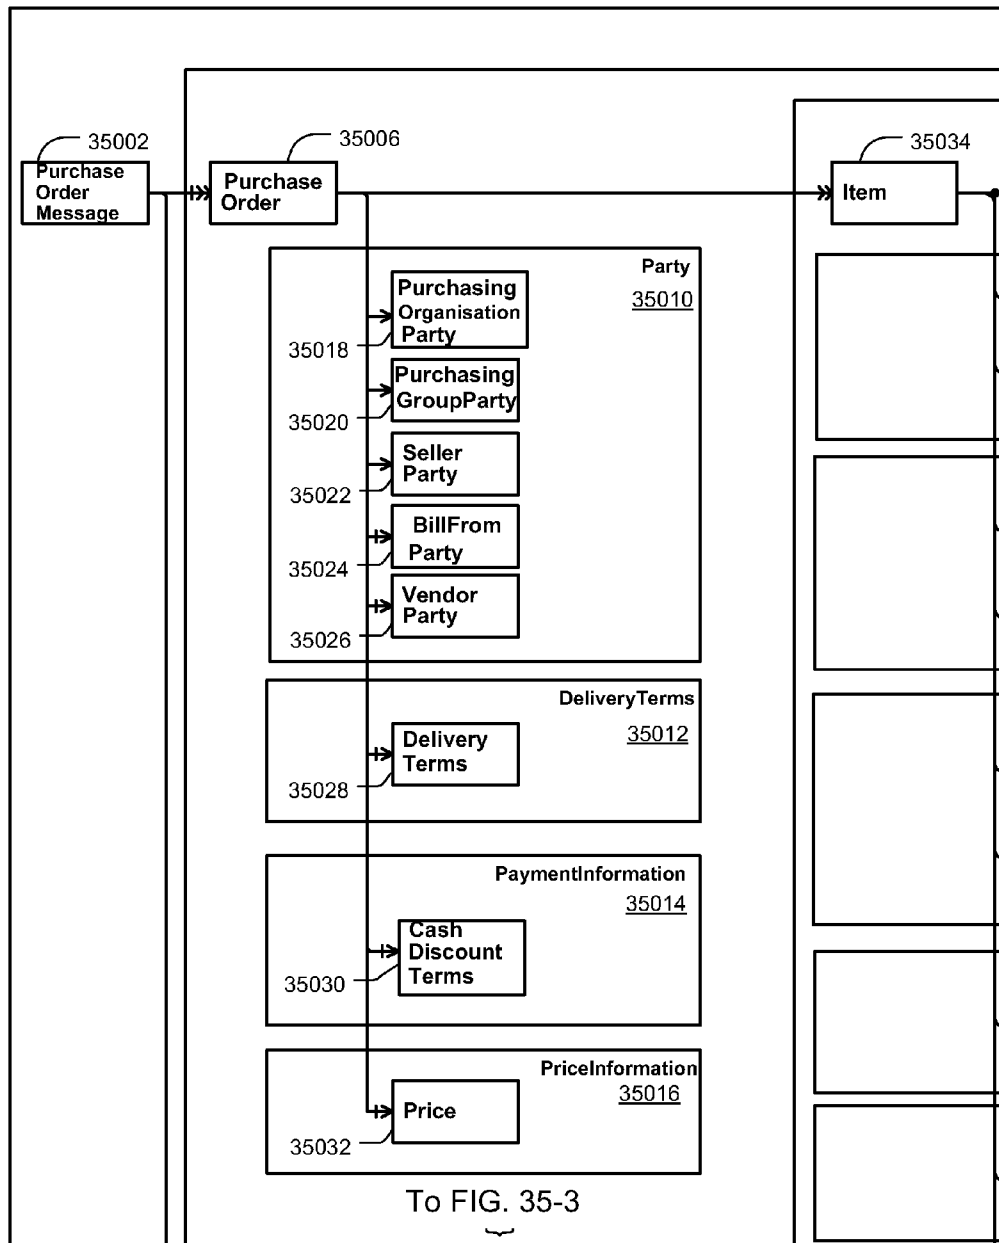 35002
35006
35034
Purchase
Order
Message
Purchase
Order
Item
Party
35010
Purchasing
Organisation
Party
35018
Purchasing
GroupParty
35020
Seller
Party
35022
BillFrom
Party
35024
Vendor
Party
35026
DeliveryTerms
35012
Delivery
Terms
35028
PaymentInformation
35014
Cash
Discount
Terms
35030
PriceInformation
35016
Price
35032
To FIG. 35-3